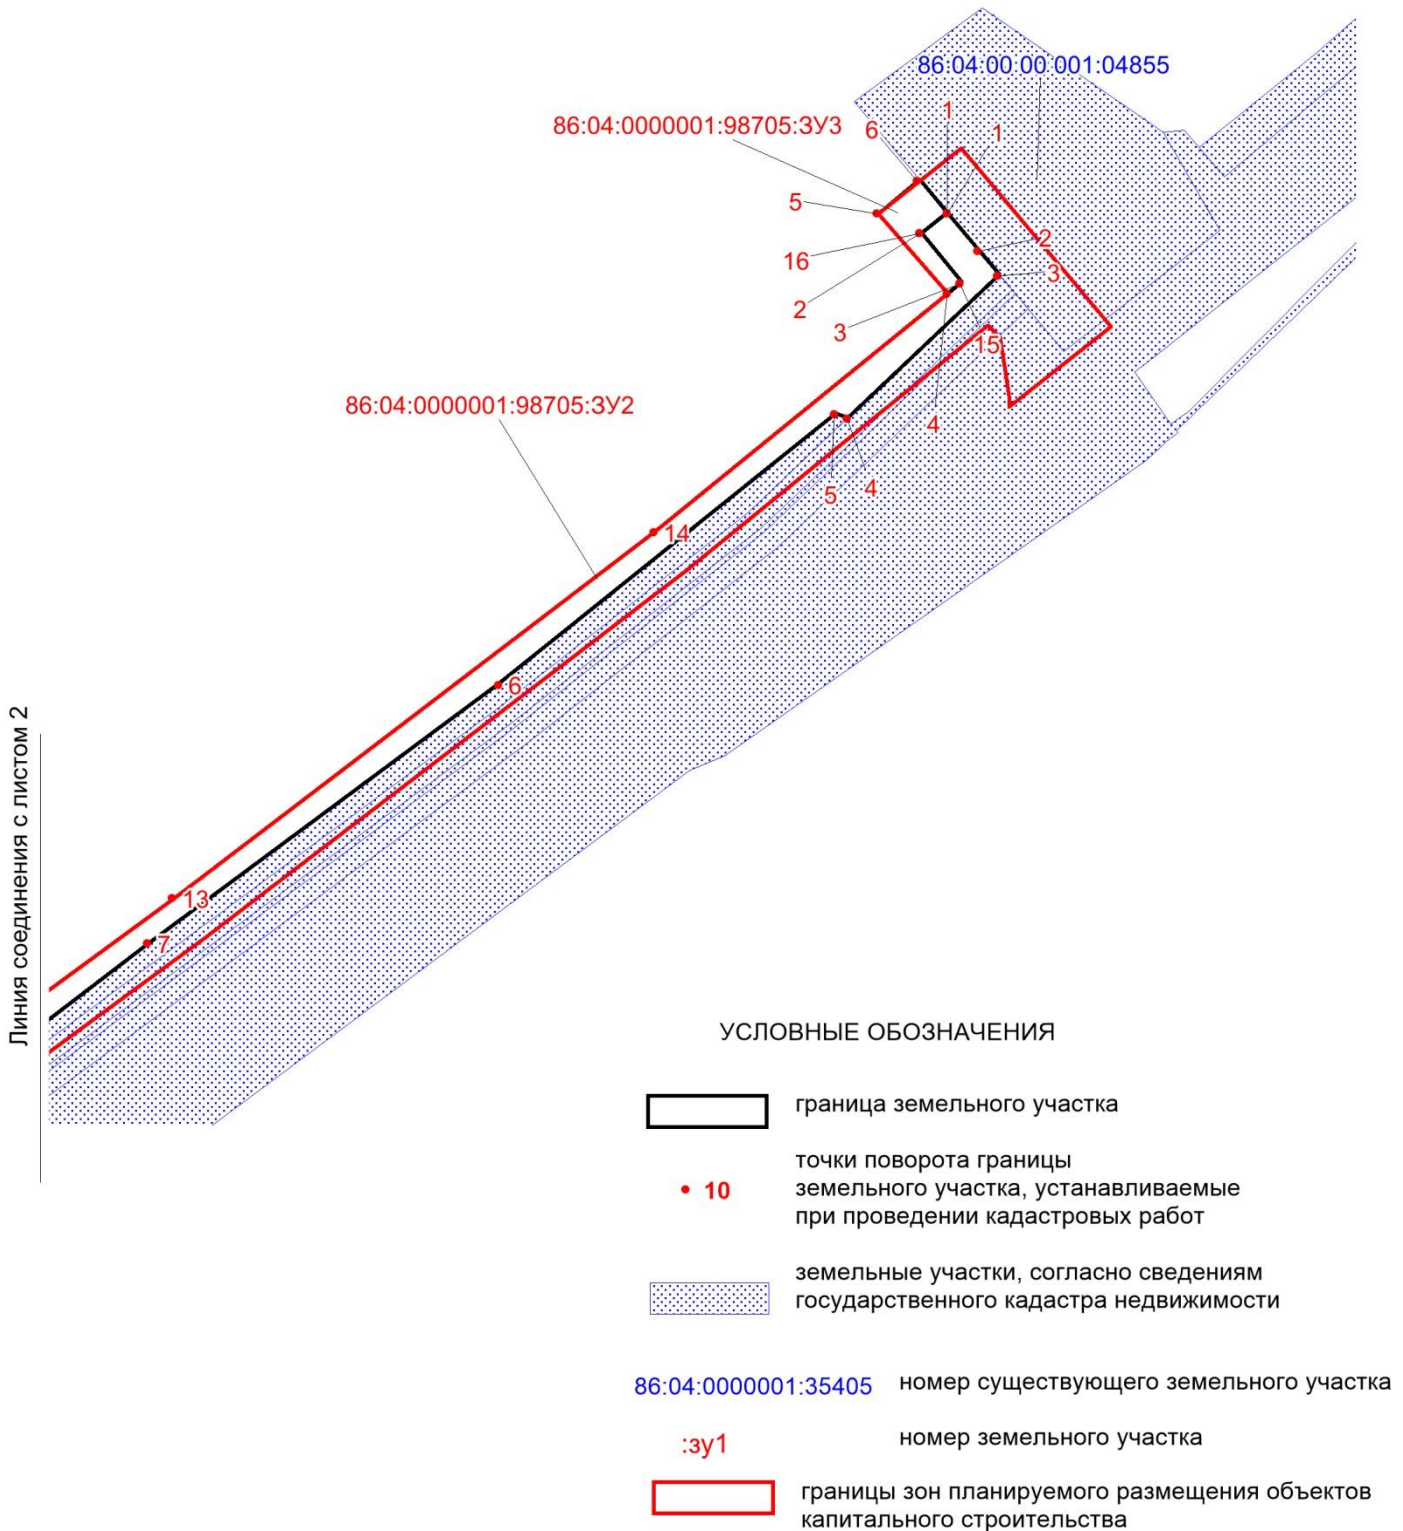 86:04:00:00:001:04855
86:04:0000001:98705:ЗУ3
6
1
1
5
16
2
2
3
3
15
4
86:04:0000001:98705:ЗУ2
5
4
14
6
13
7
Линия соединения с листом 2
УСЛОВНЫЕ ОБОЗНАЧЕНИЯ
граница земельного участка
точки поворота границы
10
земельного участка, устанавливаемые
при проведении кадастровых работ
земельные участки, согласно сведениям
государственного кадастра недвижимости
86:04:0000001:35405
номер существующего земельного участка
:зу1
номер земельного участка
границы зон планируемого размещения объектов
капитального строительства